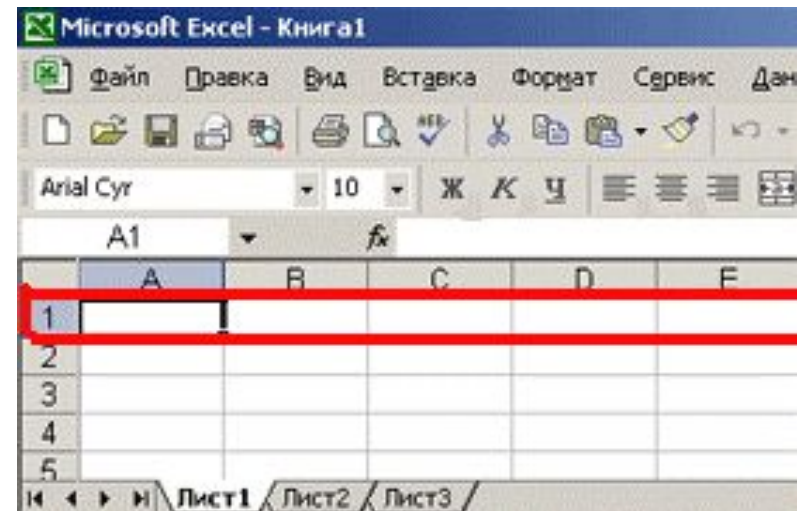 Microsoft Excel - Книга1
Файл Правка Вид Вставка Формат Сервис Дан
Arial Cyr 10 Ж К Ч
A1 fx
A B C D E
1
2
3
4
5
Лист1 Лист2 Лист3